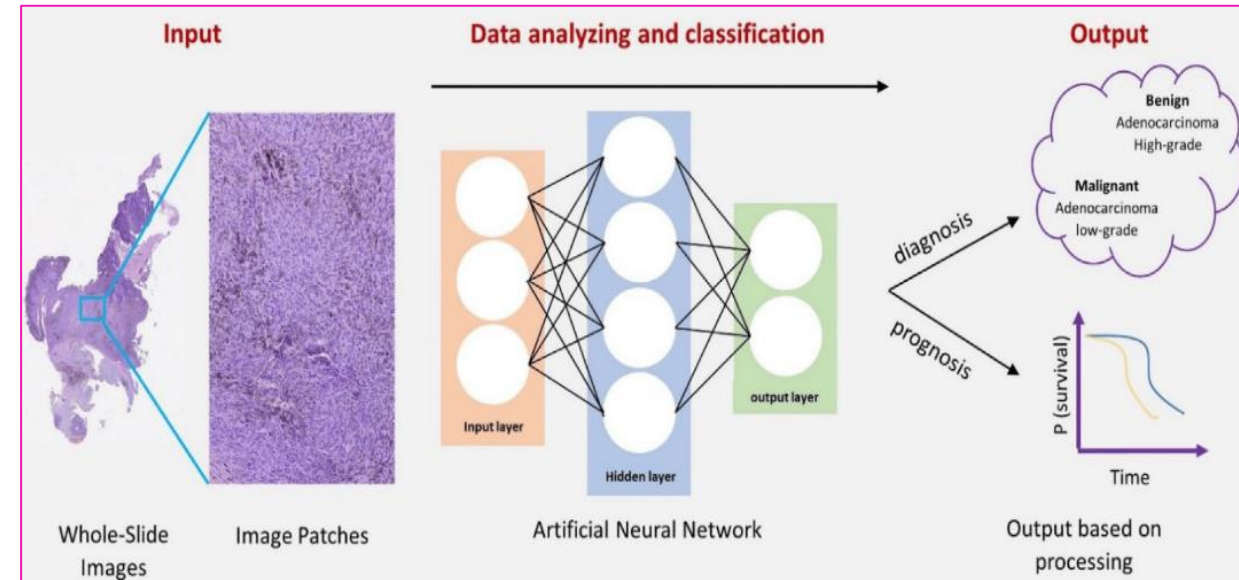 Input
Data analyzing and classification
Output
Benign
Adenocarcinoma
High-grade
Malignant
Adenocarcinoma
low-grade
diagnosis
prognosis
Input layer
Hidden layer
output layer
P (survival)
Time
Whole-Slide
Images
Image Patches
Artificial Neural Network
Output based on
processing